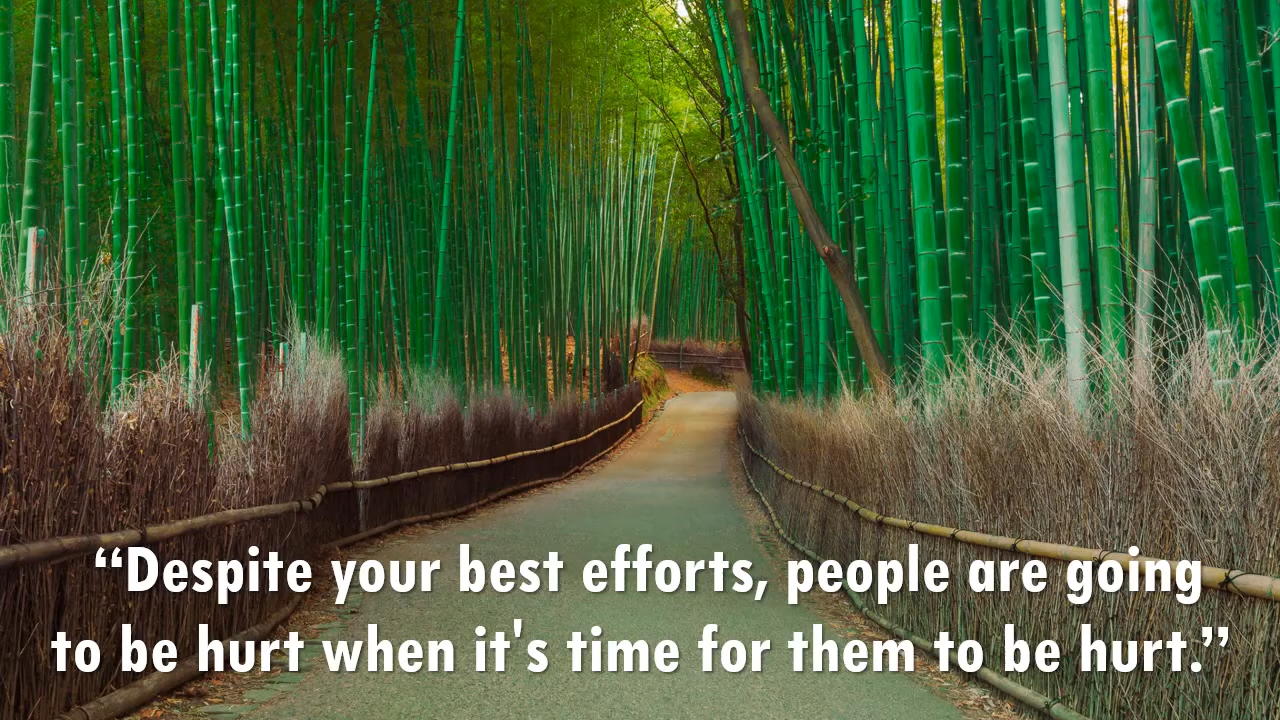 “Despite your best efforts, people are going
to be hurt when it's time for them to be hurt.”